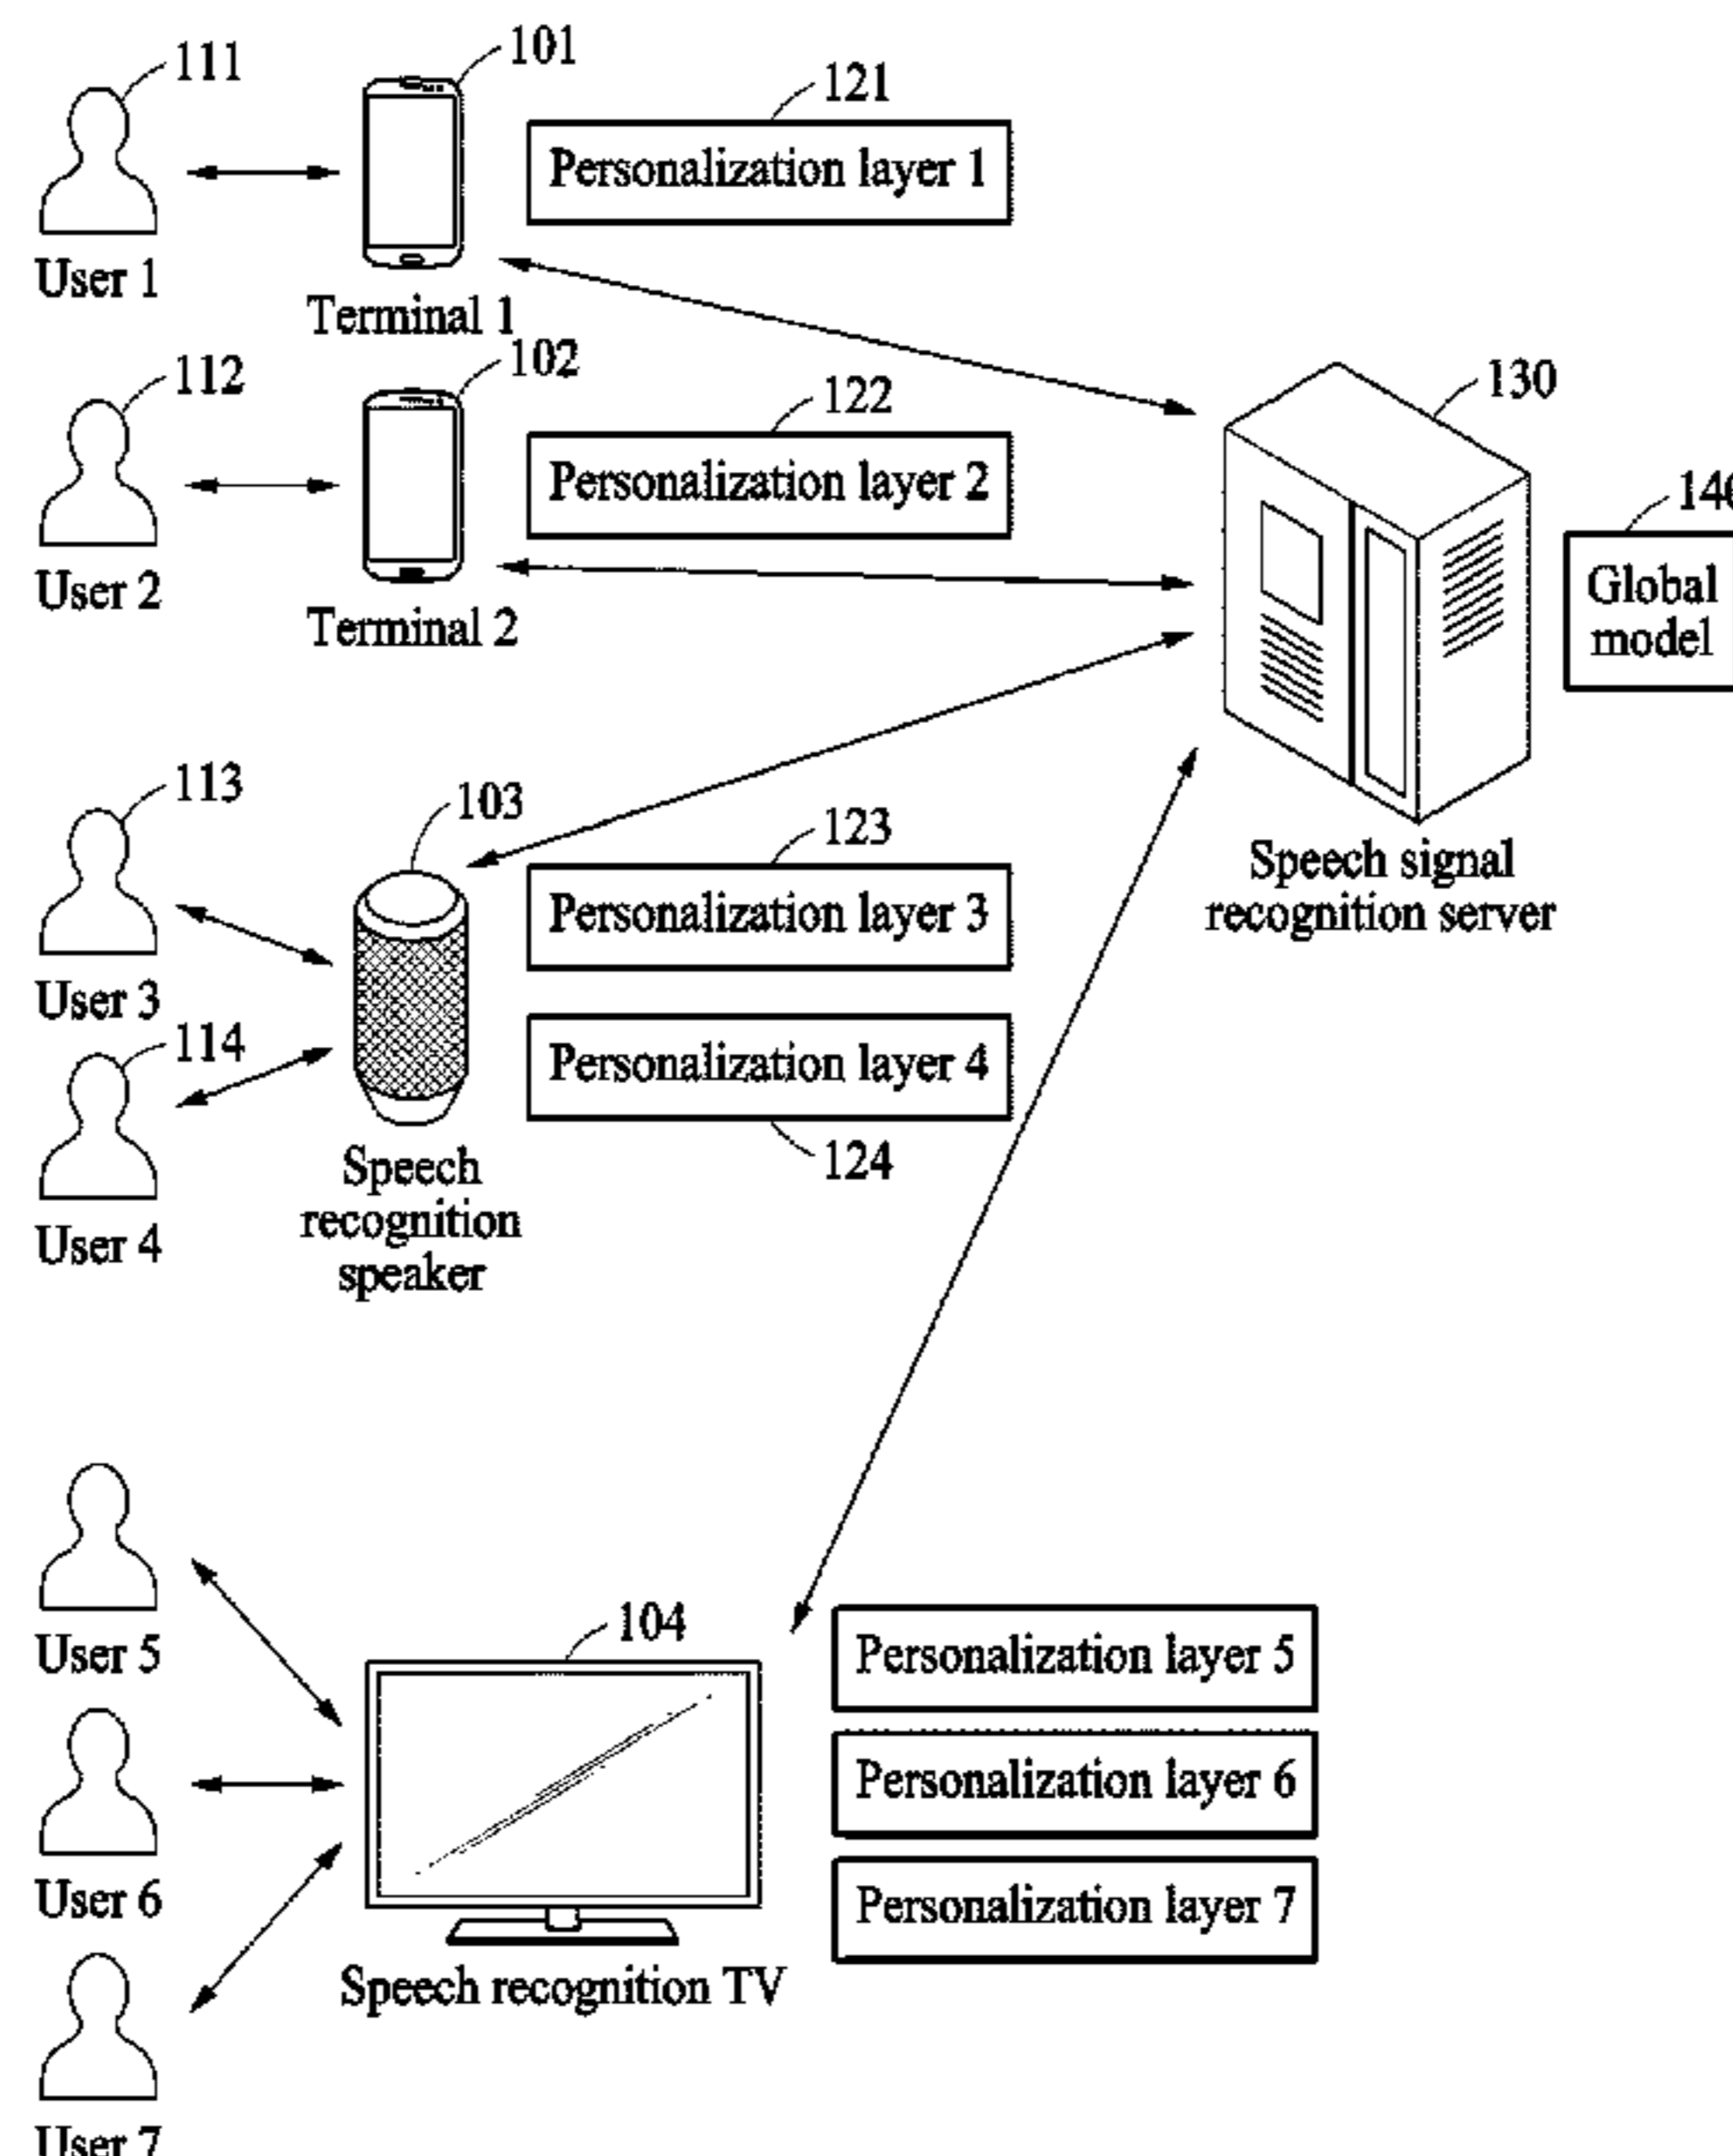 111
101
121
Personalization layer 1
User 1
Terminal 1
112
102
122
130
Personalization layer 2
140
Global
model
User 2
Terminal 2
113
103
123
Speech signal
recognition server
Personalization layer 3
User 3
114
Personalization layer 4
124
Speech
recognition
speaker
User 4
104
Personalization layer 5
User 5
Personalization layer 6
User 6
Personalization layer 7
Speech recognition TV
User 7